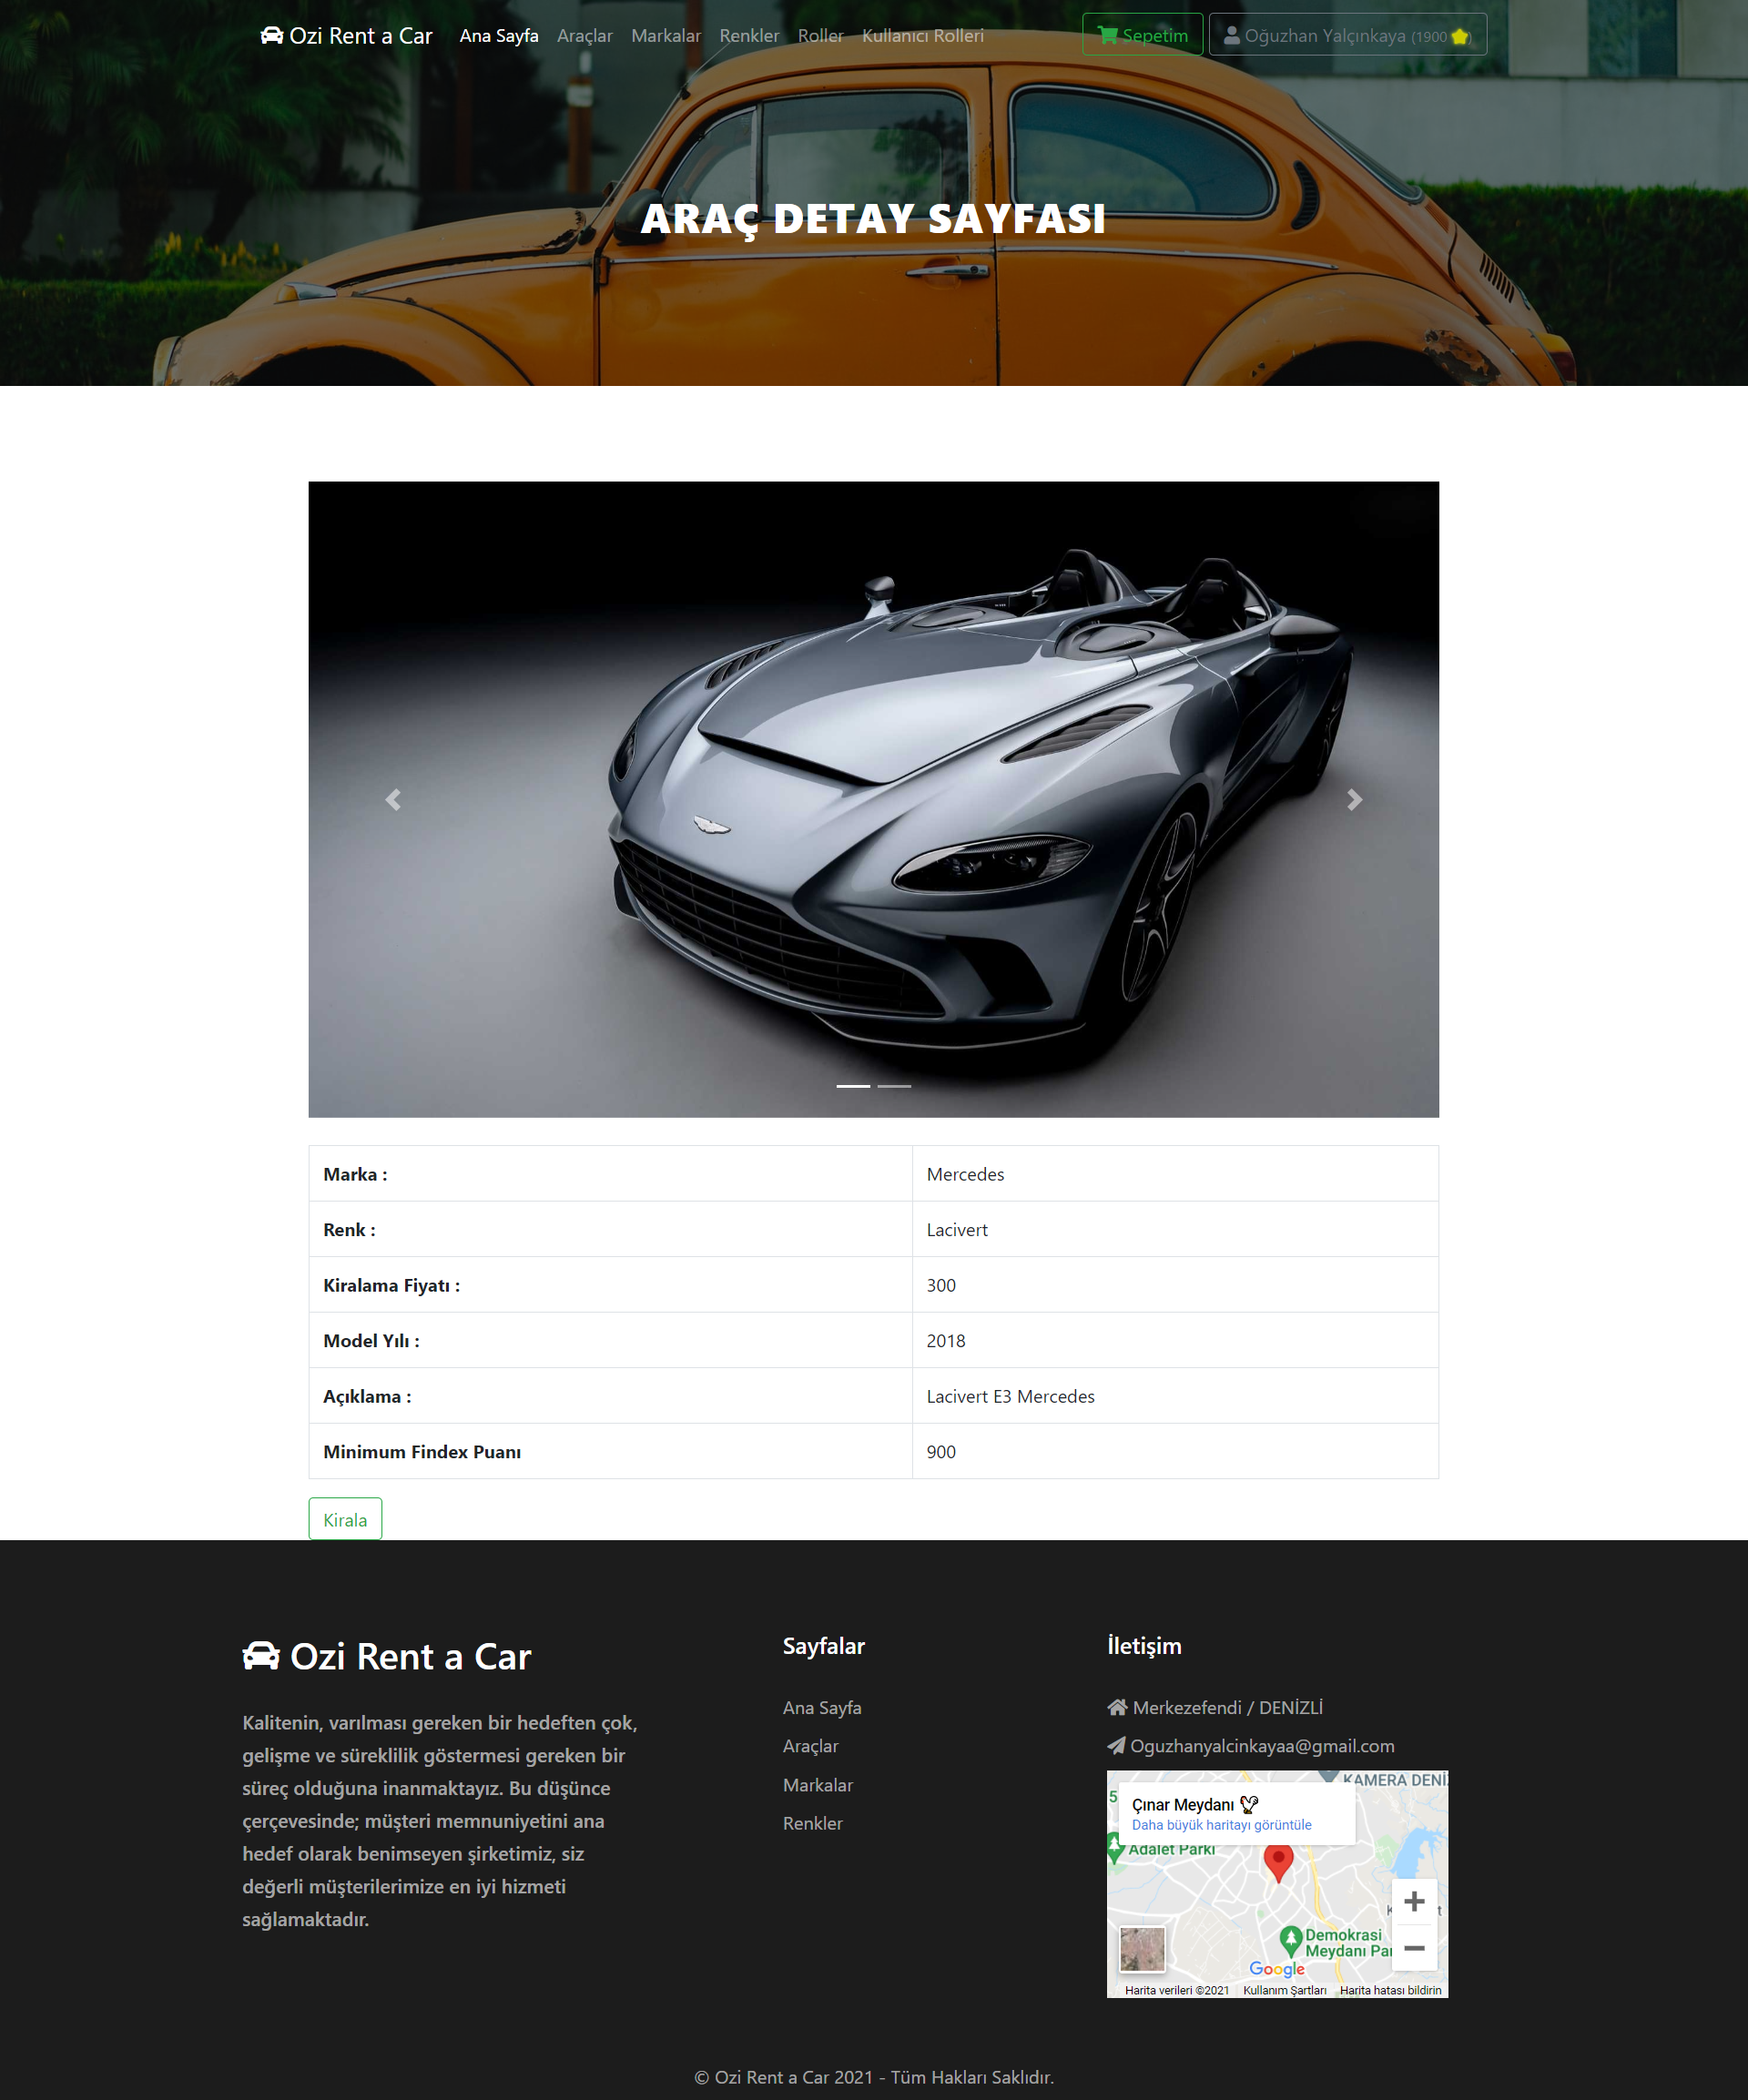 Ozi Rent a Car Ana Sayfa Araçlar Markalar Renkler Roller Kullanıcı Rolleri Sepetim Oğuzhan Yalçınkaya (1900 )
ARAÇ DETAY SAYFASI
Marka : Mercedes
Renk : Lacivert
Kiralama Fiyatı : 300
Model Yılı : 2018
Açıklama : Lacivert E3 Mercedes
Minimum Findex Puanı 900
Kirala
Ozi Rent a Car
Kalitenin, varılması gereken bir hedeften çok,
gelişme ve süreklilik göstermesi gereken bir
süreç olduğuna inanmaktayız. Bu düşünce
çerçevesinde; müşteri memnuniyetini ana
hedef olarak benimseyen şirketimiz, siz
değerli müşterilerimize en iyi hizmeti
sağlamaktadır.
Sayfalar
Ana Sayfa
Araçlar
Markalar
Renkler
İletişim
Merkezefendi / DENİZLİ
Oguzhanyalcinkayaa@gmail.com
KAMERA DENİZ
5
Çınar Meydanı
Daha büyük haritayı görüntüle
Adalet Parkı
Demokrasi
Meydanı Par
Google
Harita verileri ©2021 Kullanım Şartları Harita hatası bildirin
© Ozi Rent a Car 2021 - Tüm Hakları Saklıdır.